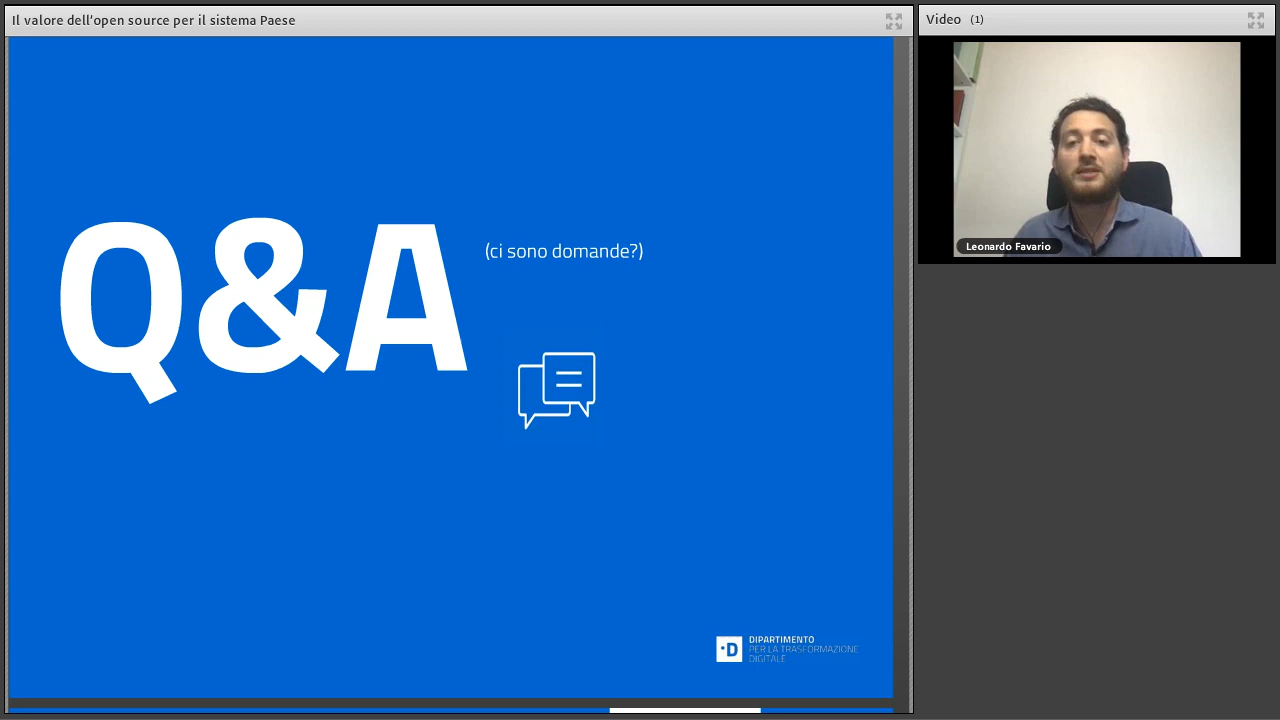 Il valore dell'open source per il sistema Paese
Video (1)
Q&A
(ci sono domande?)
Leonardo Favario
·D
DIPARTIMENTO
PER LA TRASFORMAZIONE
DIGITALE